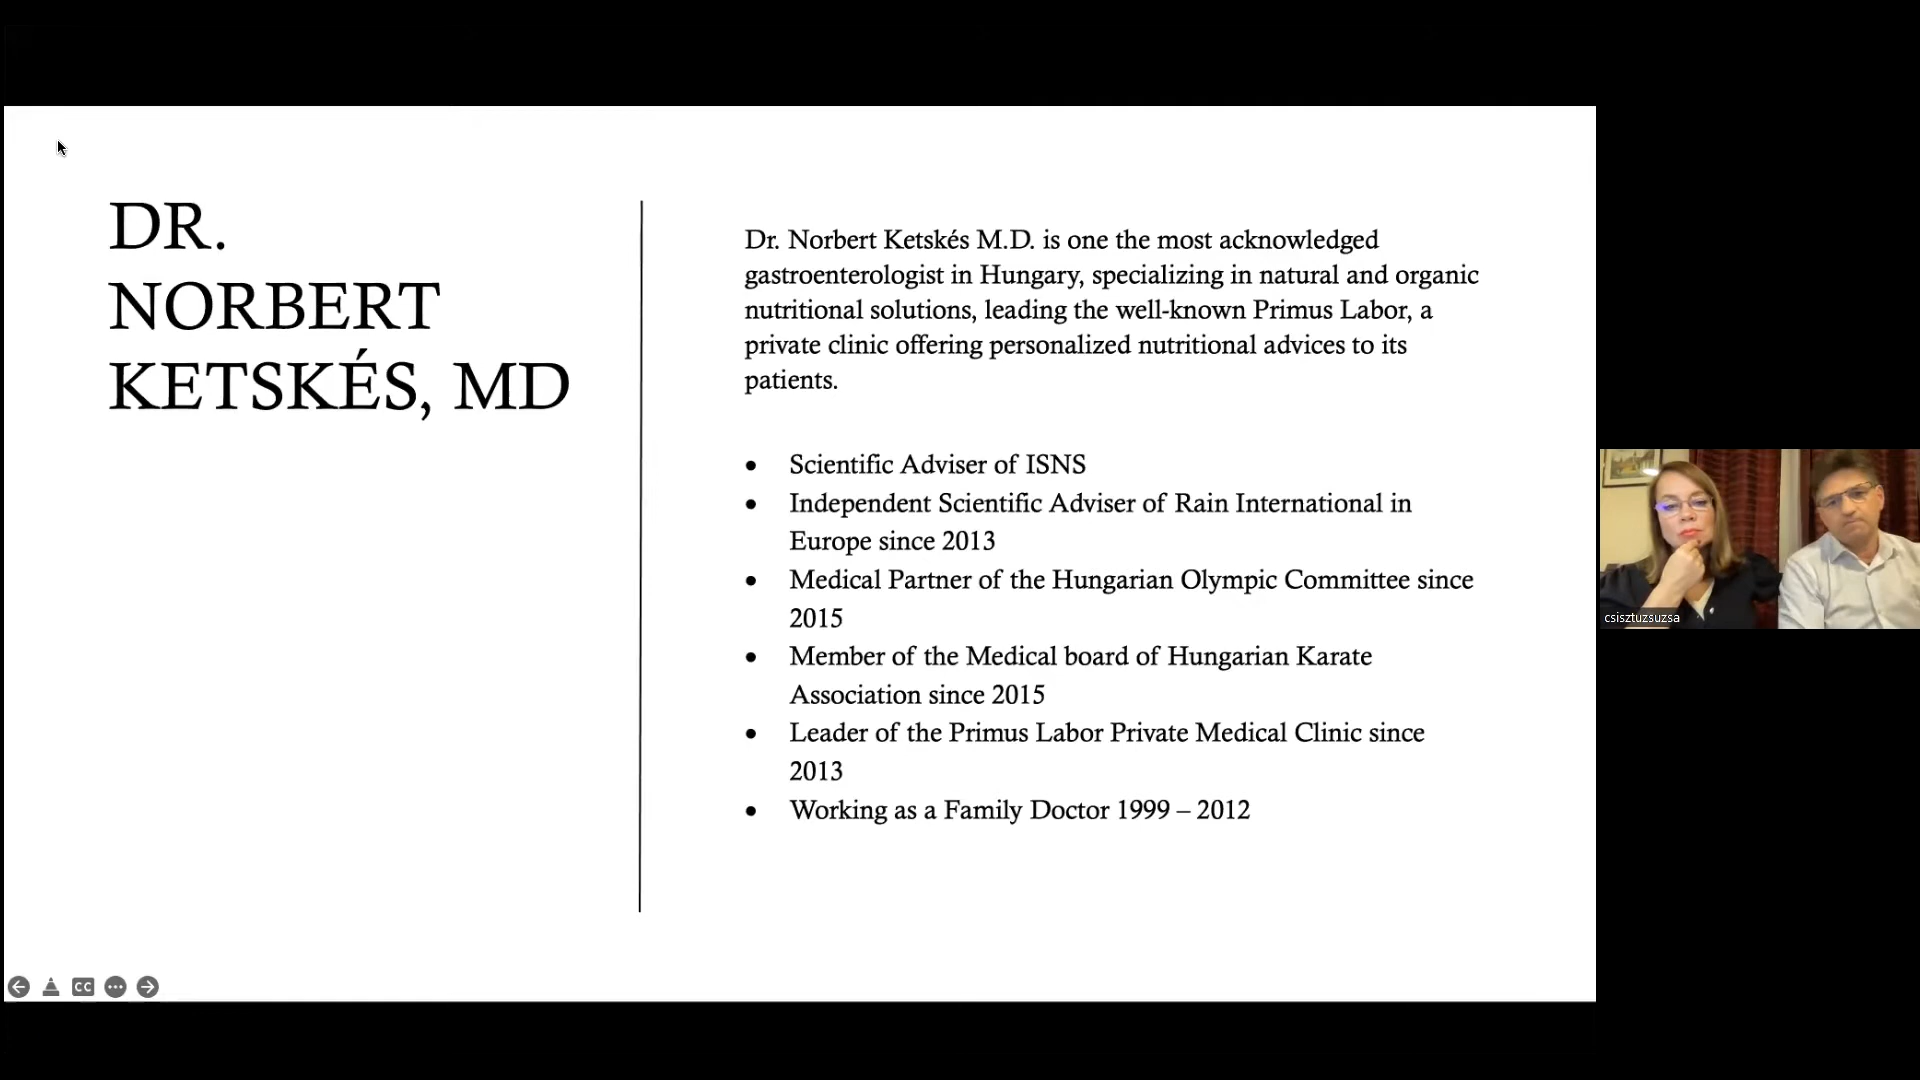 DR.
NORBERT
KETSKÉS, MD
Dr. Norbert Ketskés M.D. is one the most acknowledged
gastroenterologist in Hungary, specializing in natural and organic
nutritional solutions, leading the well-known Primus Labor, a
private clinic offering personalized nutritional advices to its
patients.
• Scientific Adviser of ISNS
• Independent Scientific Adviser of Rain International in
Europe since 2013
• Medical Partner of the Hungarian Olympic Committee since
2015
• Member of the Medical board of Hungarian Karate
Association since 2015
• Leader of the Primus Labor Private Medical Clinic since
2013
• Working as a Family Doctor 1999 – 2012
csisztuzsuzsa
CC